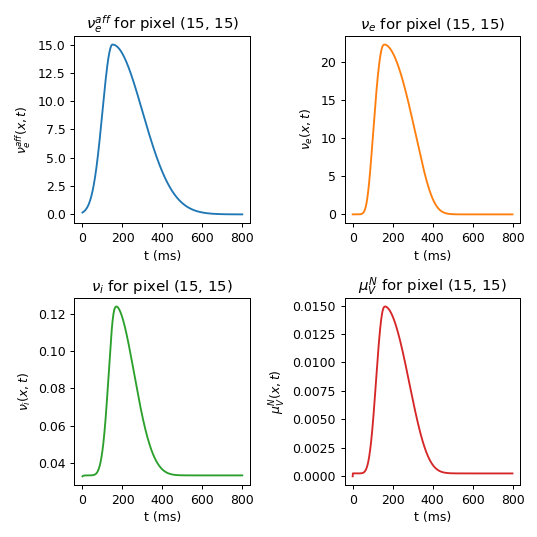 ν_e^{aff} for pixel (15, 15)
ν_e for pixel (15, 15)
15.0
12.5
10.0
7.5
5.0
2.5
0.0
ν_e^{aff}(x, t)
0 200 400 600 800
t (ms)
20
15
10
5
0
ν_e(x, t)
0 200 400 600 800
t (ms)
ν_i for pixel (15, 15)
μ_V^N for pixel (15, 15)
0.12
0.10
0.08
0.06
0.04
ν_i(x, t)
0 200 400 600 800
t (ms)
0.0150
0.0125
0.0100
0.0075
0.0050
0.0025
0.0000
μ_V^N(x, t)
0 200 400 600 800
t (ms)